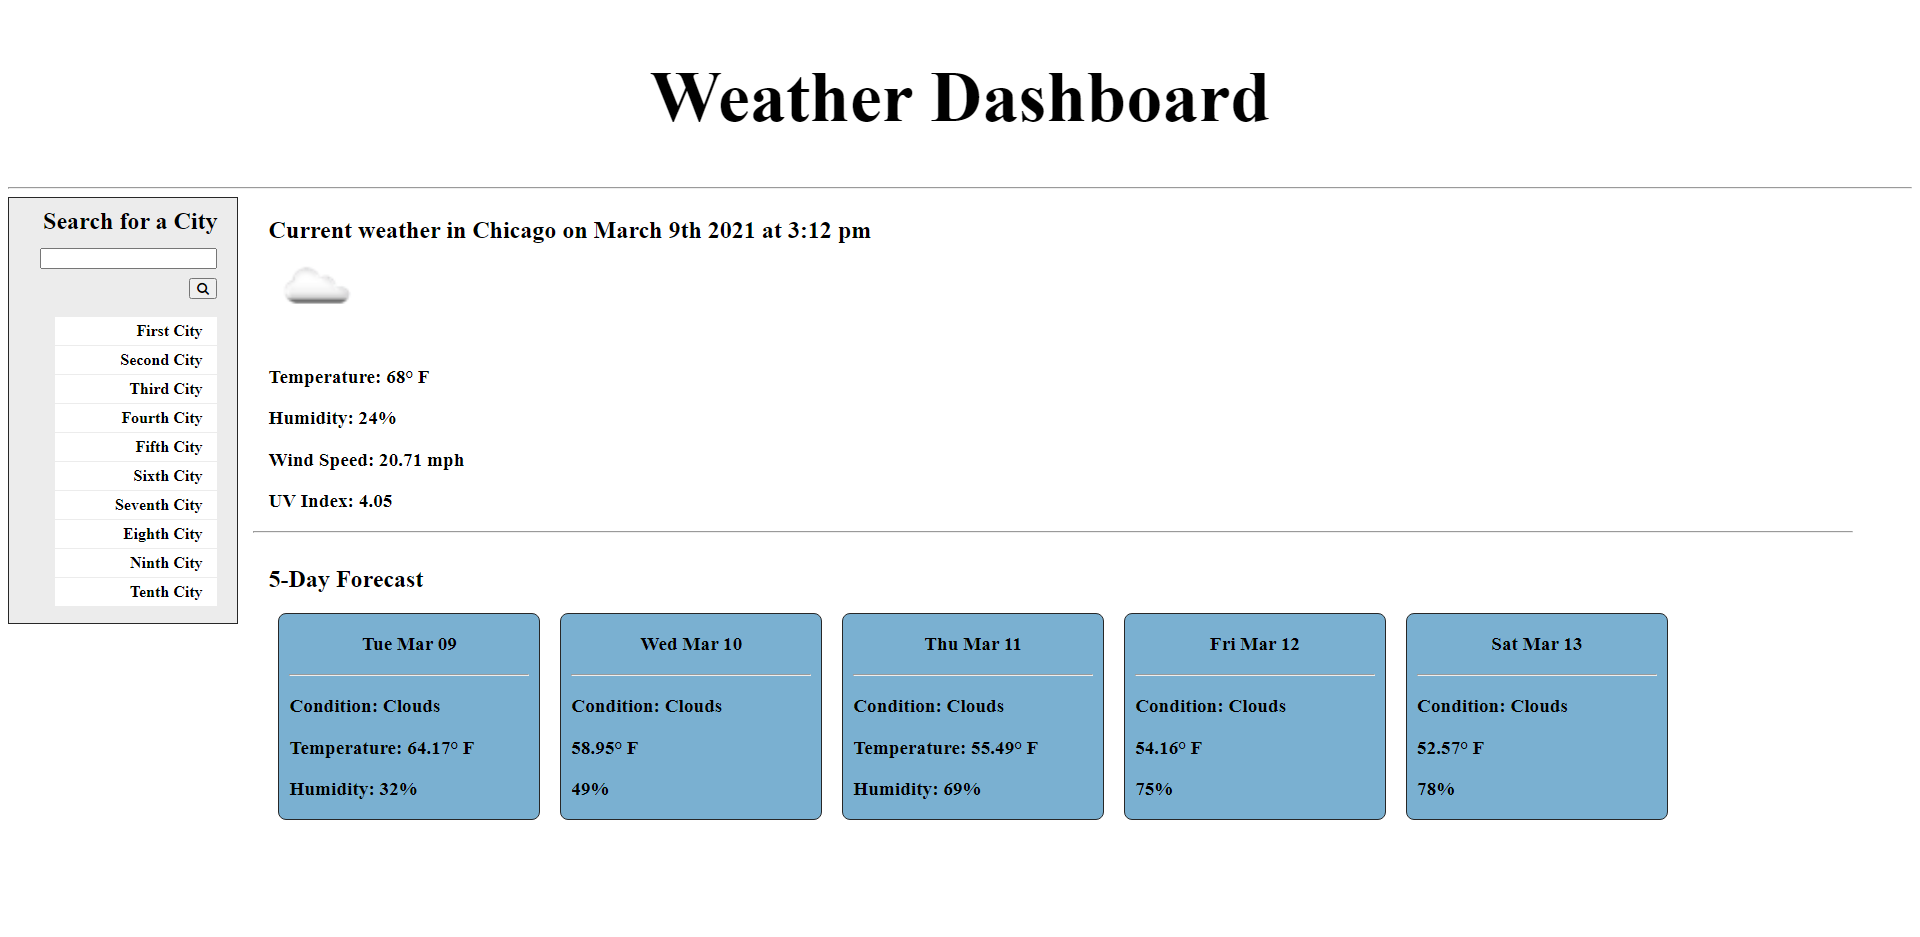 Weather Dashboard
Search for a City
First City
Second City
Third City
Fourth City
Fifth City
Sixth City
Seventh City
Eighth City
Ninth City
Tenth City
Current weather in Chicago on March 9th 2021 at 3:12 pm
Temperature: 68° F
Humidity: 24%
Wind Speed: 20.71 mph
UV Index: 4.05
5-Day Forecast
Tue Mar 09
Condition: Clouds
Temperature: 64.17° F
Humidity: 32%
Wed Mar 10
Condition: Clouds
58.95° F
49%
Thu Mar 11
Condition: Clouds
Temperature: 55.49° F
Humidity: 69%
Fri Mar 12
Condition: Clouds
54.16° F
75%
Sat Mar 13
Condition: Clouds
52.57° F
78%